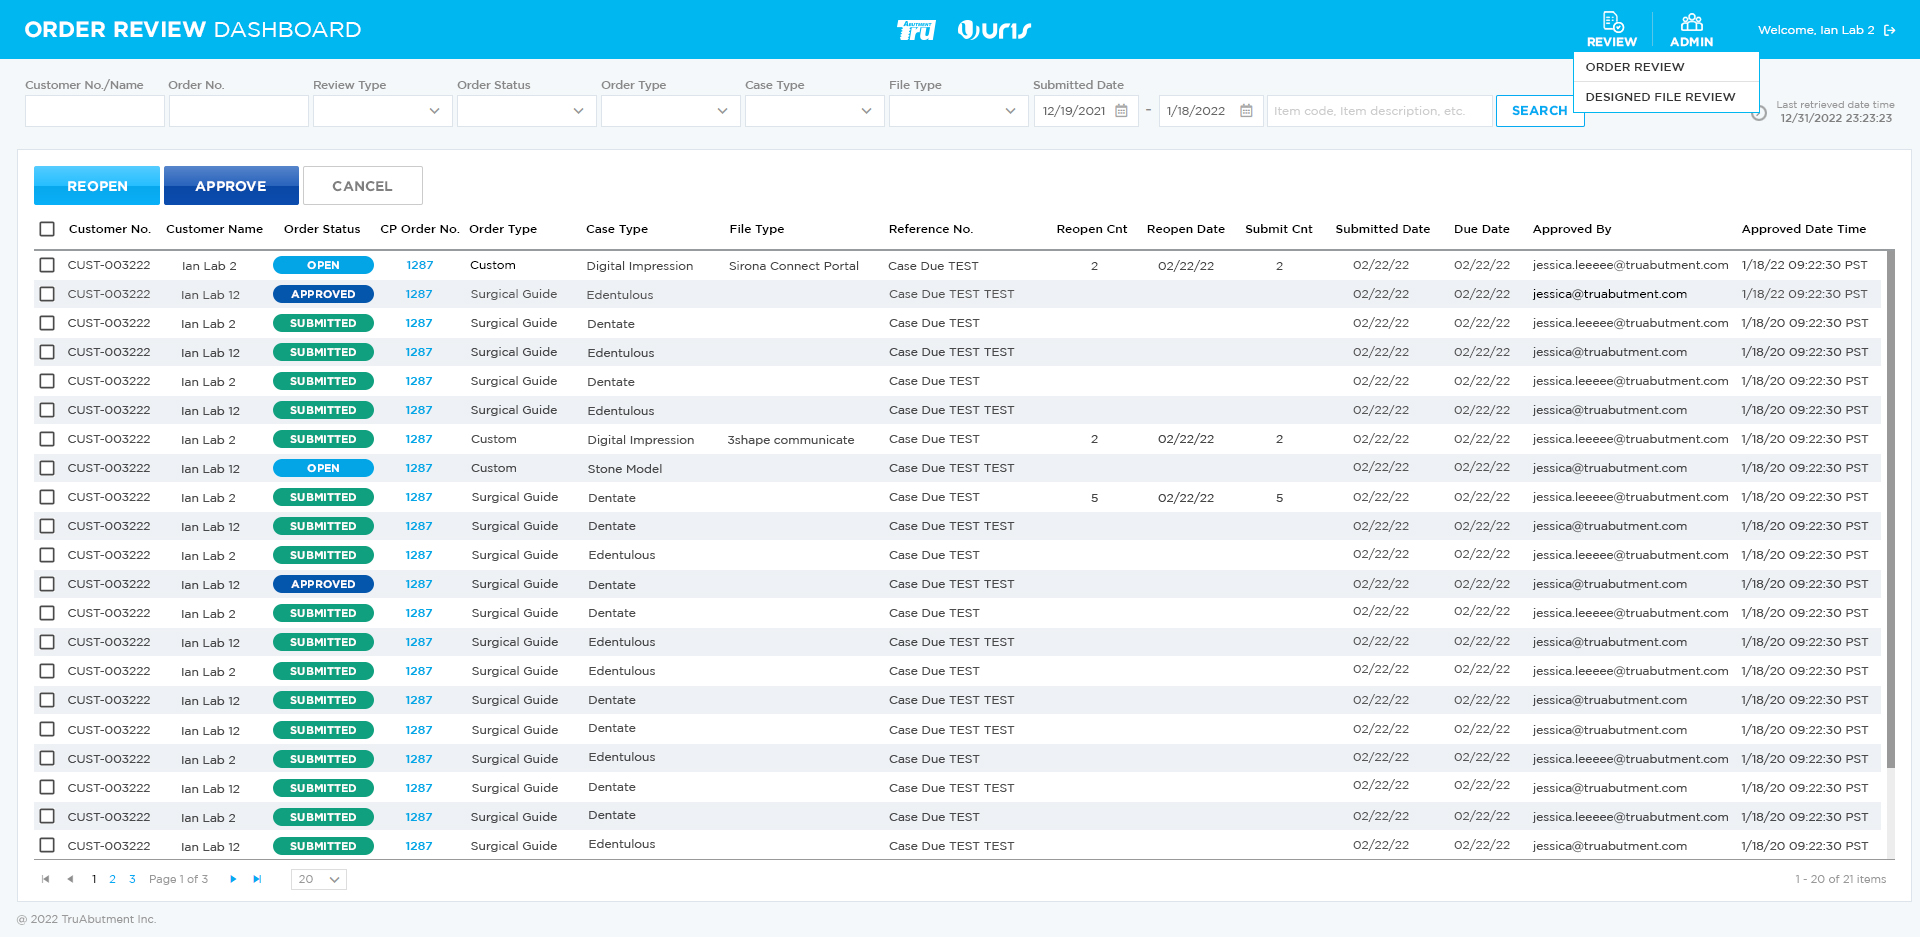 ORDER REVIEW DASHBOARD
ABUTMENT
Tru
uris
REVIEW
ADMIN
Welcome, Ian Lab 2
ORDER REVIEW
DESIGNED FILE REVIEW
Customer No./Name Order No. Review Type Order Status Order Type Case Type File Type Submitted Date
12/19/2021 - 1/18/2022 Item code, Item description, etc. SEARCH
Last retrieved date time
12/31/2022 23:23:23
REOPEN APPROVE CANCEL
Customer No. Customer Name Order Status CP Order No. Order Type Case Type File Type Reference No. Reopen Cnt Reopen Date Submit Cnt Submitted Date Due Date Approved By Approved Date Time
CUST-003222 Ian Lab 2 OPEN 1287 Custom Digital Impression Sirona Connect Portal Case Due TEST 2 02/22/22 2 02/22/22 02/22/22 jessica.leeeee@truabutment.com 1/18/22 09:22:30 PST
CUST-003222 Ian Lab 12 APPROVED 1287 Surgical Guide Edentulous Case Due TEST TEST 02/22/22 02/22/22 jessica@truabutment.com 1/18/22 09:22:30 PST
CUST-003222 Ian Lab 2 SUBMITTED 1287 Surgical Guide Dentate Case Due TEST 02/22/22 02/22/22 jessica.leeeee@truabutment.com 1/18/20 09:22:30 PST
CUST-003222 Ian Lab 12 SUBMITTED 1287 Surgical Guide Edentulous Case Due TEST TEST 02/22/22 02/22/22 jessica@truabutment.com 1/18/20 09:22:30 PST
CUST-003222 Ian Lab 2 SUBMITTED 1287 Surgical Guide Dentate Case Due TEST 02/22/22 02/22/22 jessica.leeeee@truabutment.com 1/18/20 09:22:30 PST
CUST-003222 Ian Lab 12 SUBMITTED 1287 Surgical Guide Edentulous Case Due TEST TEST 02/22/22 02/22/22 jessica@truabutment.com 1/18/20 09:22:30 PST
CUST-003222 Ian Lab 2 SUBMITTED 1287 Custom Digital Impression 3shape communicate Case Due TEST 2 02/22/22 2 02/22/22 02/22/22 jessica.leeeee@truabutment.com 1/18/20 09:22:30 PST
CUST-003222 Ian Lab 12 OPEN 1287 Custom Stone Model Case Due TEST TEST 02/22/22 02/22/22 jessica@truabutment.com 1/18/20 09:22:30 PST
CUST-003222 Ian Lab 2 SUBMITTED 1287 Surgical Guide Dentate Case Due TEST 5 02/22/22 5 02/22/22 02/22/22 jessica.leeeee@truabutment.com 1/18/20 09:22:30 PST
CUST-003222 Ian Lab 12 SUBMITTED 1287 Surgical Guide Dentate Case Due TEST TEST 02/22/22 02/22/22 jessica@truabutment.com 1/18/20 09:22:30 PST
CUST-003222 Ian Lab 2 SUBMITTED 1287 Surgical Guide Edentulous Case Due TEST 02/22/22 02/22/22 jessica.leeeee@truabutment.com 1/18/20 09:22:30 PST
CUST-003222 Ian Lab 12 APPROVED 1287 Surgical Guide Dentate Case Due TEST TEST 02/22/22 02/22/22 jessica@truabutment.com 1/18/20 09:22:30 PST
CUST-003222 Ian Lab 2 SUBMITTED 1287 Surgical Guide Dentate Case Due TEST 02/22/22 02/22/22 jessica.leeeee@truabutment.com 1/18/20 09:22:30 PST
CUST-003222 Ian Lab 12 SUBMITTED 1287 Surgical Guide Edentulous Case Due TEST TEST 02/22/22 02/22/22 jessica@truabutment.com 1/18/20 09:22:30 PST
CUST-003222 Ian Lab 2 SUBMITTED 1287 Surgical Guide Edentulous Case Due TEST 02/22/22 02/22/22 jessica.leeeee@truabutment.com 1/18/20 09:22:30 PST
CUST-003222 Ian Lab 12 SUBMITTED 1287 Surgical Guide Dentate Case Due TEST TEST 02/22/22 02/22/22 jessica@truabutment.com 1/18/20 09:22:30 PST
CUST-003222 Ian Lab 12 SUBMITTED 1287 Surgical Guide Dentate Case Due TEST TEST 02/22/22 02/22/22 jessica@truabutment.com 1/18/20 09:22:30 PST
CUST-003222 Ian Lab 2 SUBMITTED 1287 Surgical Guide Edentulous Case Due TEST 02/22/22 02/22/22 jessica.leeeee@truabutment.com 1/18/20 09:22:30 PST
CUST-003222 Ian Lab 12 SUBMITTED 1287 Surgical Guide Dentate Case Due TEST TEST 02/22/22 02/22/22 jessica@truabutment.com 1/18/20 09:22:30 PST
CUST-003222 Ian Lab 2 SUBMITTED 1287 Surgical Guide Dentate Case Due TEST 02/22/22 02/22/22 jessica.leeeee@truabutment.com 1/18/20 09:22:30 PST
CUST-003222 Ian Lab 12 SUBMITTED 1287 Surgical Guide Edentulous Case Due TEST TEST 02/22/22 02/22/22 jessica@truabutment.com 1/18/20 09:22:30 PST
1 2 3 Page 1 of 3 20 1 - 20 of 21 items
@ 2022 TruAbutment Inc.